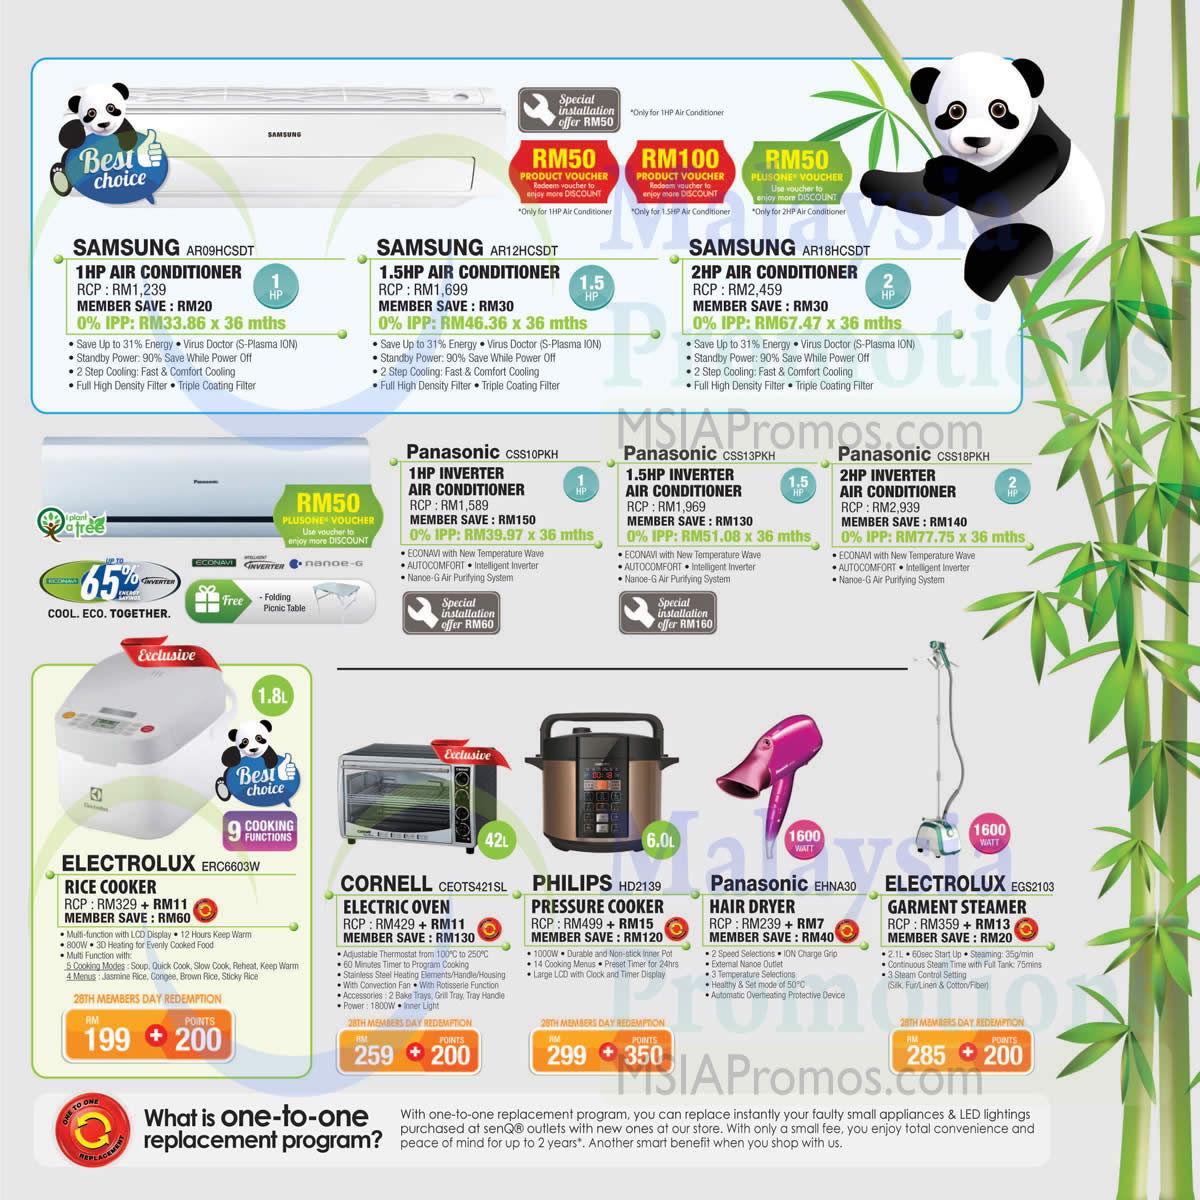 SAMSUNG
Best
choice
Special
installation
offer RM50
*Only for 1HP Air Conditioner
RM50
PRODUCT VOUCHER
Redeem voucher to
enjoy more DISCOUNT
*Only for 1HP Air Conditioner
RM100
PRODUCT VOUCHER
Redeem voucher to
enjoy more DISCOUNT
*Only for 1.5HP Air Conditioner
RM50
PLUSONE® VOUCHER
Use voucher to
enjoy more DISCOUNT
*Only for 2HP Air Conditioner
SAMSUNG AR09HCSDT
1HP AIR CONDITIONER
RCP : RM1,239
MEMBER SAVE : RM20
0% IPP: RM33.86 x 36 mths
1
HP
• Save Up to 31% Energy • Virus Doctor (S-Plasma ION)
• Standby Power: 90% Save While Power Off
• 2 Step Cooling: Fast & Comfort Cooling
• Full High Density Filter • Triple Coating Filter
SAMSUNG AR12HCSDT
1.5HP AIR CONDITIONER
RCP : RM1,699
MEMBER SAVE : RM30
0% IPP: RM46.36 x 36 mths
1.5
HP
• Save Up to 31% Energy • Virus Doctor (S-Plasma ION)
• Standby Power: 90% Save While Power Off
• 2 Step Cooling: Fast & Comfort Cooling
• Full High Density Filter • Triple Coating Filter
SAMSUNG AR18HCSDT
2HP AIR CONDITIONER
RCP : RM2,459
MEMBER SAVE : RM30
0% IPP: RM67.47 x 36 mths
2
HP
• Save Up to 31% Energy • Virus Doctor (S-Plasma ION)
• Standby Power: 90% Save While Power Off
• 2 Step Cooling: Fast & Comfort Cooling
• Full High Density Filter • Triple Coating Filter
Malaysia
Promotions
MSIAPromos.com
Panasonic
I plant
a tree
RM50
PLUSONE® VOUCHER
Use voucher to
enjoy more DISCOUNT
ECONAVI
UP TO
65%
ENERGY
SAVINGS
INVERTER
COOL. ECO. TOGETHER.
ECONAVI
INTELLIGENT
INVERTER
nanoe-G
Free
- Folding
Picnic Table
Panasonic CSS10PKH
1HP INVERTER
AIR CONDITIONER
RCP : RM1,589
MEMBER SAVE : RM150
0% IPP: RM39.97 x 36 mths
1
HP
• ECONAVI with New Temperature Wave
• AUTOCOMFORT • Intelligent Inverter
• Nanoe-G Air Purifying System
Special
installation
offer RM60
Panasonic CSS13PKH
1.5HP INVERTER
AIR CONDITIONER
RCP : RM1,969
MEMBER SAVE : RM130
0% IPP: RM51.08 x 36 mths
1.5
HP
• ECONAVI with New Temperature Wave
• AUTOCOMFORT • Intelligent Inverter
• Nanoe-G Air Purifying System
Special
installation
offer RM160
Panasonic CSS18PKH
2HP INVERTER
AIR CONDITIONER
RCP : RM2,939
MEMBER SAVE : RM140
0% IPP: RM77.75 x 36 mths
2
HP
• ECONAVI with New Temperature Wave
• AUTOCOMFORT • Intelligent Inverter
• Nanoe-G Air Purifying System
Exclusive
1.8L
Best
choice
Electrolux
9 COOKING
FUNCTIONS
ELECTROLUX ERC6603W
RICE COOKER
RCP : RM329 + RM11
MEMBER SAVE : RM60
• Multi-function with LCD Display • 12 Hours Keep Warm
• 800W • 3D Heating for Evenly Cooked Food
• Multi Function with:
5 Cooking Modes : Soup, Quick Cook, Slow Cook, Reheat, Keep Warm
4 Menus : Jasmine Rice, Congee, Brown Rice, Sticky Rice
28TH MEMBERS DAY REDEMPTION
RM
199 + POINTS
200
Exclusive
42L
CORNELL CEOTS421SL
ELECTRIC OVEN
RCP : RM429 + RM11
MEMBER SAVE : RM130
• Adjustable Thermostat from 100°C to 250°C
• 60 Minutes Timer to Program Cooking
• Stainless Steel Heating Elements/Handle/Housing
• With Convection Fan • With Rotisserie Function
• Accessories : 2 Bake Trays, Grill Tray, Tray Handle
• Power : 1800W • Inner Light
28TH MEMBERS DAY REDEMPTION
RM
259 + POINTS
200
6.0L
PHILIPS HD2139
PRESSURE COOKER
RCP : RM499 + RM15
MEMBER SAVE : RM120
• 1000W • Durable and Non-stick Inner Pot
• 14 Cooking Menus • Preset Timer for 24hrs
• Large LCD with Clock and Timer Display
28TH MEMBERS DAY REDEMPTION
RM
299 + POINTS
350
1600
WATT
Panasonic EHNA30
HAIR DRYER
RCP : RM239 + RM7
MEMBER SAVE : RM40
• 2 Speed Selections • ION Charge Grip
• External Nanoe Outlet
• 3 Temperature Selections
• Healthy & Set mode of 50°C
• Automatic Overheating Protective Device
1600
WATT
ELECTROLUX EGS2103
GARMENT STEAMER
RCP : RM359 + RM13
MEMBER SAVE : RM20
• 2.1L • 60sec Start Up • Steaming: 35g/min
• Continuous Steam Time with Full Tank: 75mins
• 3 Steam Control Setting
(Silk, Fur/Linen & Cotton/Fiber)
28TH MEMBERS DAY REDEMPTION
RM
285 + POINTS
200
Malaysia
Promotions
MSIAPromos.com
ONE TO ONE
REPLACEMENT
What is one-to-one
replacement program?
With one-to-one replacement program, you can replace instantly your faulty small appliances & LED lightings
purchased at senQ® outlets with new ones at our store. With only a small fee, you enjoy total convenience and
peace of mind for up to 2 years*. Another smart benefit when you shop with us.